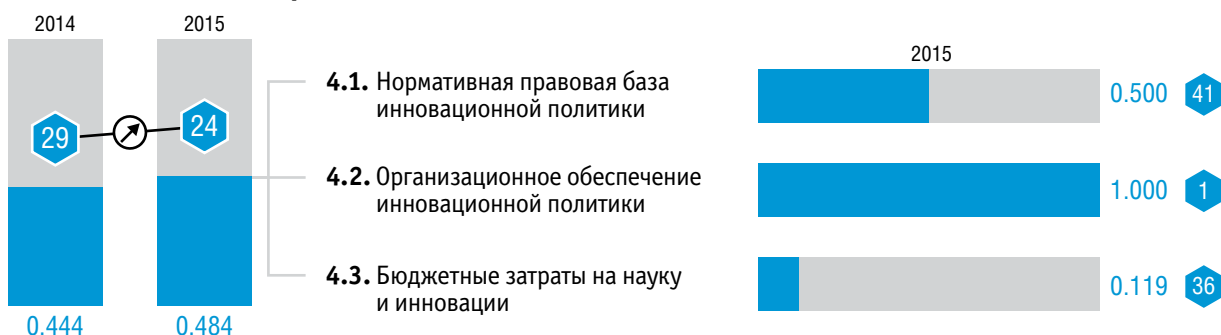 2014 2015
29 24
0.444 0.484
4.1. Нормативная правовая база
инновационной политики
4.2. Организационное обеспечение
инновационной политики
4.3. Бюджетные затраты на науку
и инновации
2015
0.500 41
1.000 1
0.119 36